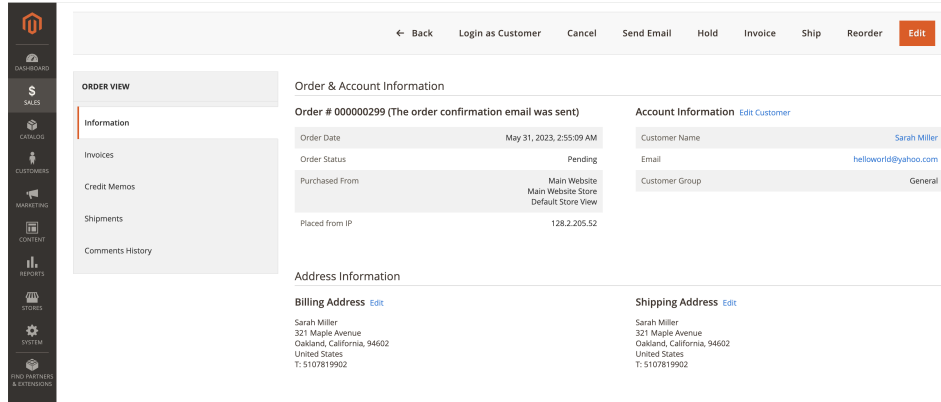 ← Back Login as Customer Cancel Send Email Hold Invoice Ship Reorder Edit
DASHBOARD
$
SALES
CATALOG
CUSTOMERS
MARKETING
CONTENT
REPORTS
STORES
SYSTEM
FIND PARTNERS
& EXTENSIONS
ORDER VIEW
Information
Invoices
Credit Memos
Shipments
Comments History
Order & Account Information
Order # 000000299 (The order confirmation email was sent)
Order Date May 31, 2023, 2:55:09 AM
Order Status Pending
Purchased From Main Website
Main Website Store
Default Store View
Placed from IP 128.2.205.52
Account Information Edit Customer
Customer Name Sarah Miller
Email helloworld@yahoo.com
Customer Group General
Address Information
Billing Address Edit
Sarah Miller
321 Maple Avenue
Oakland, California, 94602
United States
T: 5107819902
Shipping Address Edit
Sarah Miller
321 Maple Avenue
Oakland, California, 94602
United States
T: 5107819902